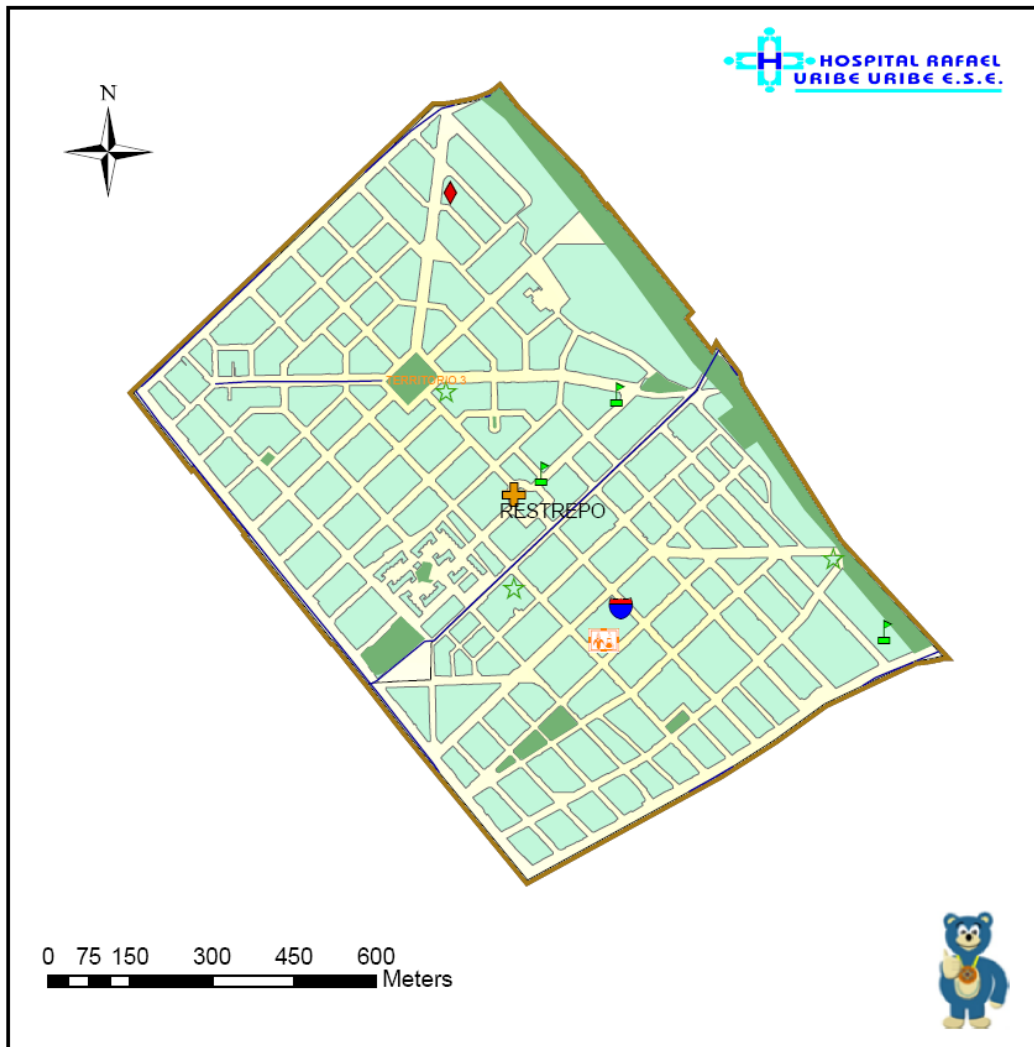 HOSPITAL RAFAEL
URIBE URIBE E.S.E.
N
TERRITORIO 3
RESTREPO
0 75 150 300 450 600
Meters